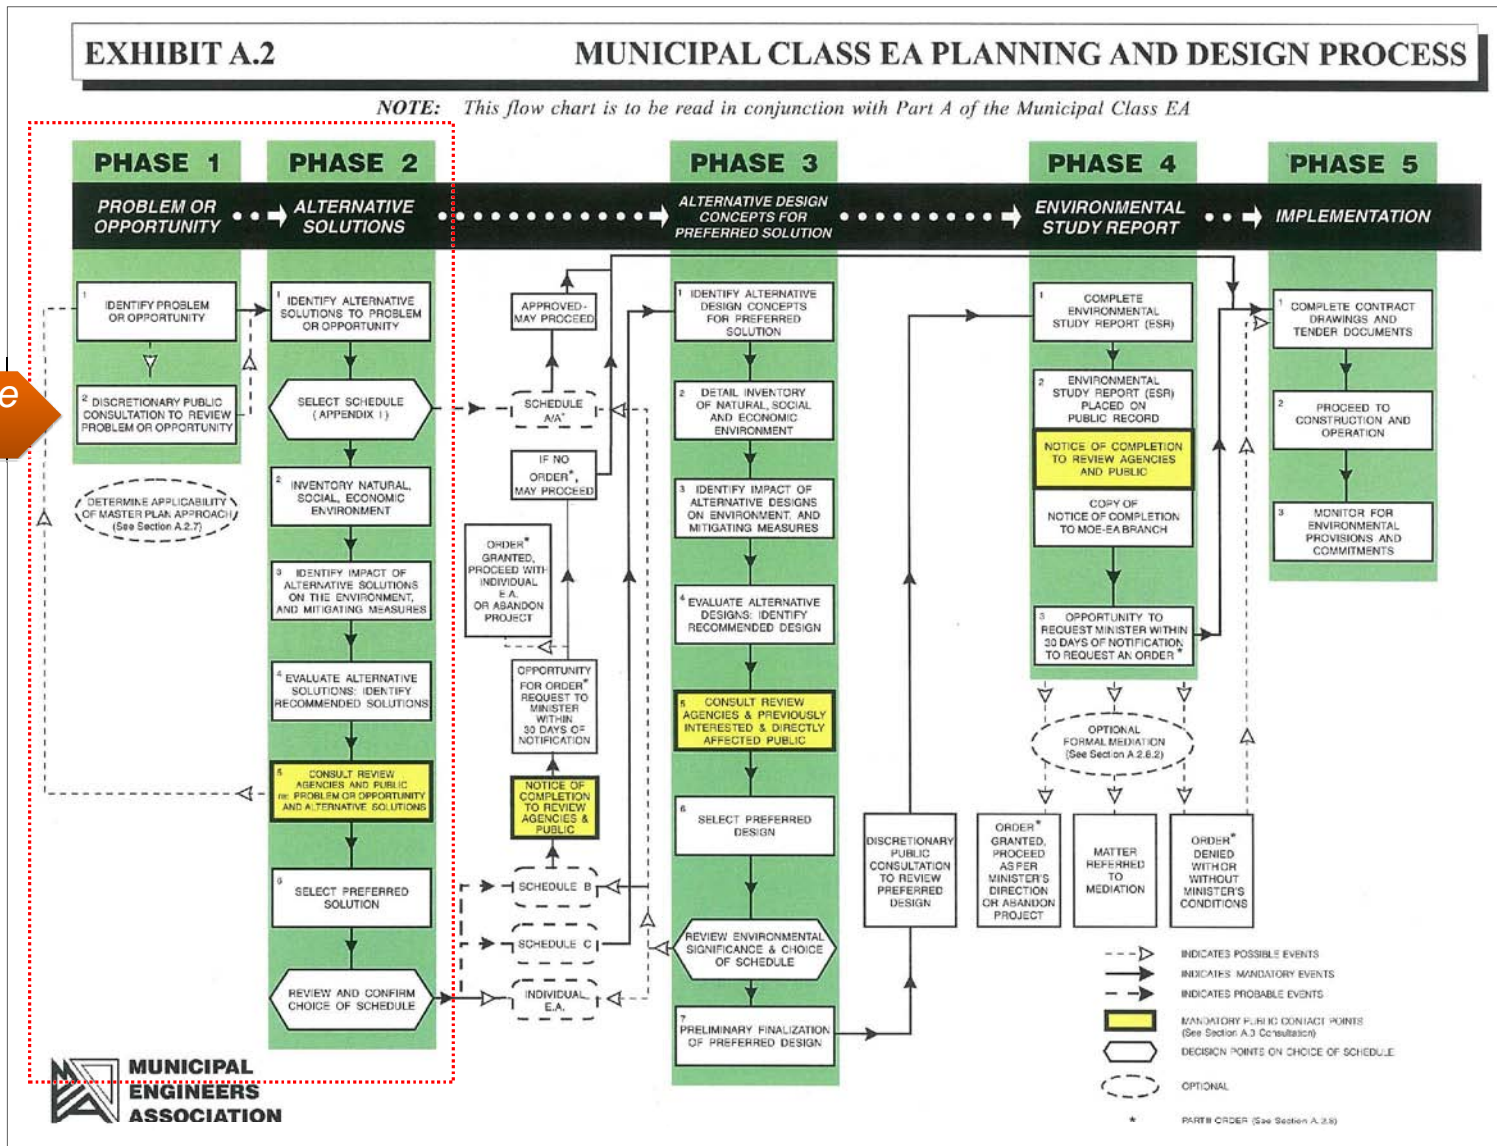 EXHIBIT A.2
MUNICIPAL CLASS EA PLANNING AND DESIGN PROCESS
NOTE: This flow chart is to be read in conjunction with Part A of the Municipal Class EA
PHASE 1
PROBLEM OR
OPPORTUNITY
1 IDENTIFY PROBLEM
OR OPPORTUNITY
e
2 DISCRETIONARY PUBLIC
CONSULTATION TO REVIEW
PROBLEM OR OPPORTUNITY
DETERMINE APPLICABILITY
OF MASTER PLAN APPROACH
(See Section A.2.7)
PHASE 2
ALTERNATIVE
SOLUTIONS
1 IDENTIFY ALTERNATIVE
SOLUTIONS TO PROBLEM
OR OPPORTUNITY
SELECT SCHEDULE
(APPENDIX I)
2 INVENTORY NATURAL,
SOCIAL, ECONOMIC
ENVIRONMENT
3 IDENTIFY IMPACT OF
ALTERNATIVE SOLUTIONS
ON THE ENVIRONMENT,
AND MITIGATING MEASURES
4 EVALUATE ALTERNATIVE
SOLUTIONS: IDENTIFY
RECOMMENDED SOLUTIONS
5 CONSULT REVIEW
AGENCIES AND PUBLIC
re: PROBLEM OR OPPORTUNITY
AND ALTERNATIVE SOLUTIONS
6 SELECT PREFERRED
SOLUTION
REVIEW AND CONFIRM
CHOICE OF SCHEDULE
APPROVED-
MAY PROCEED
SCHEDULE
A/A+
IF NO
ORDER*,
MAY PROCEED
ORDER*
GRANTED,
PROCEED WITH
INDIVIDUAL
E.A.
OR ABANDON
PROJECT
OPPORTUNITY
FOR ORDER*
REQUEST TO
MINISTER
WITHIN
30 DAYS OF
NOTIFICATION
NOTICE OF
COMPLETION
TO REVIEW
AGENCIES &
PUBLIC
SCHEDULE B
SCHEDULE C
INDIVIDUAL
E.A.
PHASE 3
ALTERNATIVE DESIGN
CONCEPTS FOR
PREFERRED SOLUTION
1 IDENTIFY ALTERNATIVE
DESIGN CONCEPTS
FOR PREFERRED
SOLUTION
2 DETAIL INVENTORY
OF NATURAL, SOCIAL
AND ECONOMIC
ENVIRONMENT
3 IDENTIFY IMPACT OF
ALTERNATIVE DESIGNS
ON ENVIRONMENT, AND
MITIGATING MEASURES
4 EVALUATE ALTERNATIVE
DESIGNS: IDENTIFY
RECOMMENDED DESIGN
5 CONSULT REVIEW
AGENCIES & PREVIOUSLY
INTERESTED & DIRECTLY
AFFECTED PUBLIC
6 SELECT PREFERRED
DESIGN
REVIEW ENVIRONMENTAL
SIGNIFICANCE & CHOICE
OF SCHEDULE
7 PRELIMINARY FINALIZATION
OF PREFERRED DESIGN
DISCRETIONARY
PUBLIC
CONSULTATION
TO REVIEW
PREFERRED
DESIGN
PHASE 4
ENVIRONMENTAL
STUDY REPORT
1 COMPLETE
ENVIRONMENTAL
STUDY REPORT (ESR)
2 ENVIRONMENTAL
STUDY REPORT (ESR)
PLACED ON
PUBLIC RECORD
NOTICE OF COMPLETION
TO REVIEW AGENCIES
AND PUBLIC
COPY OF
NOTICE OF COMPLETION
TO MOE-EA BRANCH
3 OPPORTUNITY TO
REQUEST MINISTER WITHIN
30 DAYS OF NOTIFICATION
TO REQUEST AN ORDER*
OPTIONAL
FORMAL MEDIATION
(See Section A.2.8.2)
ORDER*
GRANTED,
PROCEED
AS PER
MINISTER'S
DIRECTION
OR ABANDON
PROJECT
MATTER
REFERRED
TO
MEDIATION
ORDER*
DENIED
WITH OR
WITHOUT
MINISTER'S
CONDITIONS
PHASE 5
IMPLEMENTATION
1 COMPLETE CONTRACT
DRAWINGS AND
TENDER DOCUMENTS
2 PROCEED TO
CONSTRUCTION AND
OPERATION
3 MONITOR FOR
ENVIRONMENTAL
PROVISIONS AND
COMMITMENTS
INDICATES POSSIBLE EVENTS
INDICATES MANDATORY EVENTS
INDICATES PROBABLE EVENTS
MANDATORY PUBLIC CONTACT POINTS
(See Section A.3 Consultation)
DECISION POINTS ON CHOICE OF SCHEDULE
OPTIONAL
* PART II ORDER (See Section A.2.8)
MUNICIPAL
ENGINEERS
ASSOCIATION